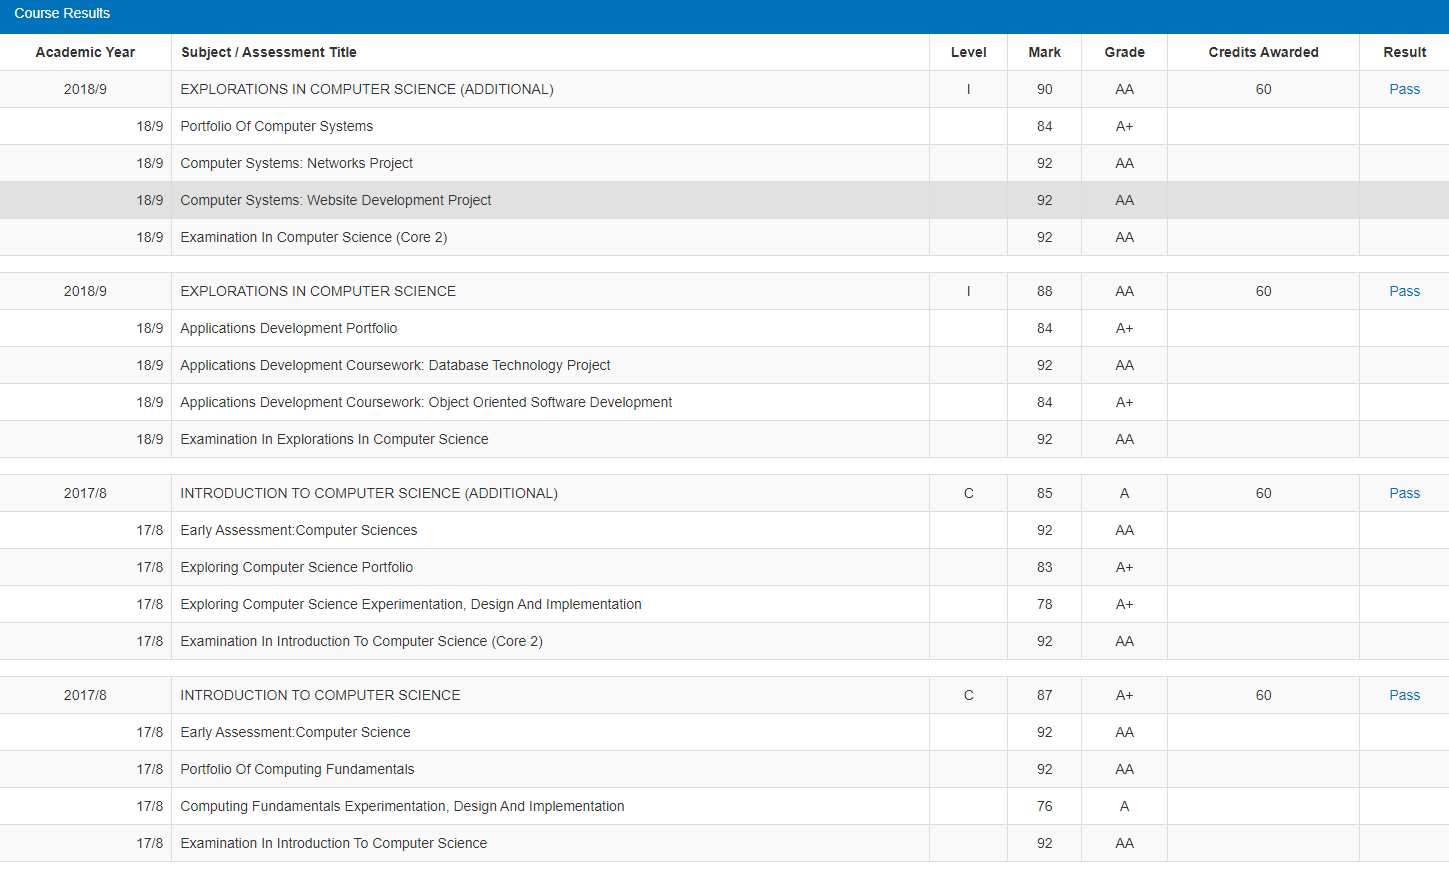 Course Results
Academic Year Subject / Assessment Title Level Mark Grade Credits Awarded Result
2018/9 EXPLORATIONS IN COMPUTER SCIENCE (ADDITIONAL) I 90 AA 60 Pass
18/9 Portfolio Of Computer Systems 84 A+
18/9 Computer Systems: Networks Project 92 AA
18/9 Computer Systems: Website Development Project 92 AA
18/9 Examination In Computer Science (Core 2) 92 AA
2018/9 EXPLORATIONS IN COMPUTER SCIENCE I 88 AA 60 Pass
18/9 Applications Development Portfolio 84 A+
18/9 Applications Development Coursework: Database Technology Project 92 AA
18/9 Applications Development Coursework: Object Oriented Software Development 84 A+
18/9 Examination In Explorations In Computer Science 92 AA
2017/8 INTRODUCTION TO COMPUTER SCIENCE (ADDITIONAL) C 85 A 60 Pass
17/8 Early Assessment:Computer Sciences 92 AA
17/8 Exploring Computer Science Portfolio 83 A+
17/8 Exploring Computer Science Experimentation, Design And Implementation 78 A+
17/8 Examination In Introduction To Computer Science (Core 2) 92 AA
2017/8 INTRODUCTION TO COMPUTER SCIENCE C 87 A+ 60 Pass
17/8 Early Assessment:Computer Science 92 AA
17/8 Portfolio Of Computing Fundamentals 92 AA
17/8 Computing Fundamentals Experimentation, Design And Implementation 76 A
17/8 Examination In Introduction To Computer Science 92 AA